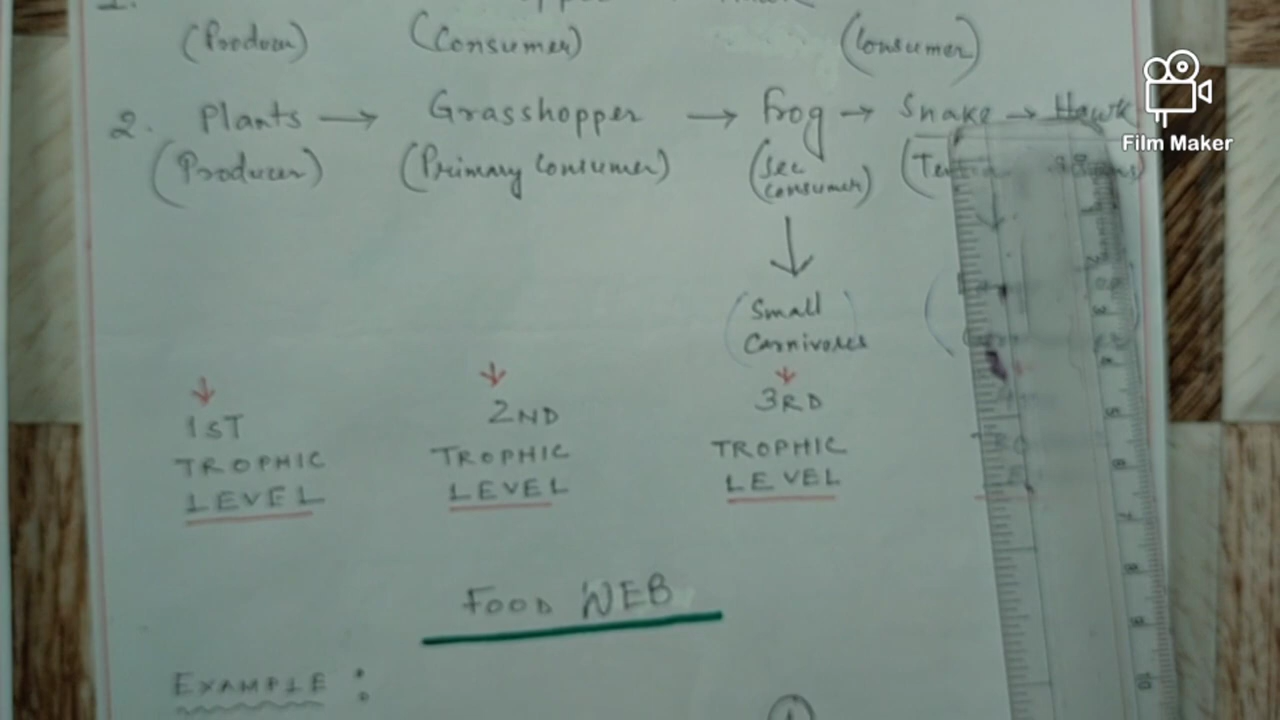 1.
(Producer) (Consumer) (Consumer)
2. Plants → Grasshopper → Frog → Snake → Hawk
(Producer) (Primary Consumer) (Sec consumer)
Small
Carnivores
1ST 2ND 3RD
TROPHIC TROPHIC TROPHIC
LEVEL LEVEL LEVEL
FOOD WEB
EXAMPLE :
Film Maker